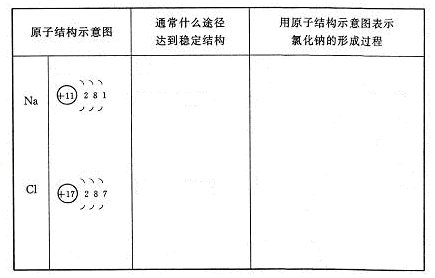 原子结构示意图
通常什么途径
达到稳定结构
用原子结构示意图表示
氯化钠的形成过程
Na
+11 2 8 1
Cl
+17 2 8 7